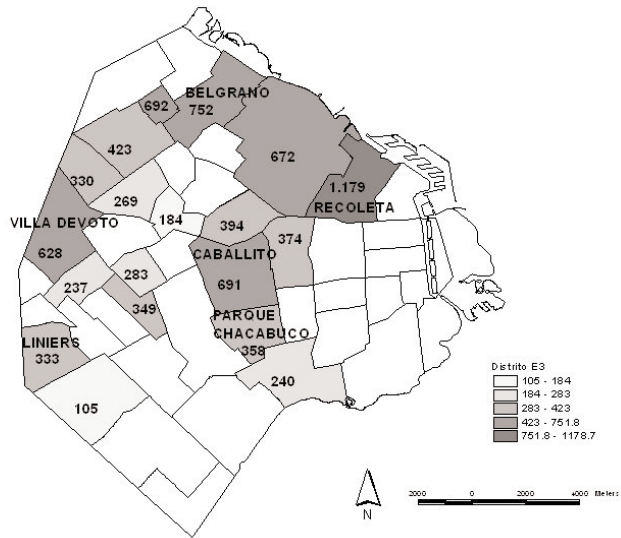 BELGRANO
692
752
423
672
330
1.179
269
RECOLETA
184
394
VILLA DEVOTO
374
628
CABALLITO
283
237
691
349
PARQUE
CHACABUCO
LINIERS
333
358
240
105
Distrito E3
105 - 184
184 - 283
283 - 423
423 - 751.8
751.8 - 1178.7
N
2000 0 2000 4000 Meters